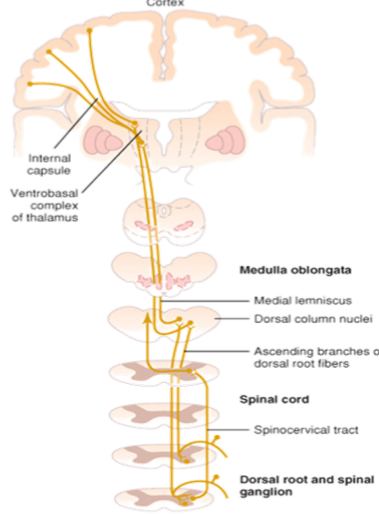 Cortex
Internal
capsule
Ventrobasal
complex
of thalamus
Medulla oblongata
Medial lemniscus
Dorsal column nuclei
Ascending branches o
dorsal root fibers
Spinal cord
Spinocervical tract
Dorsal root and spinal
ganglion